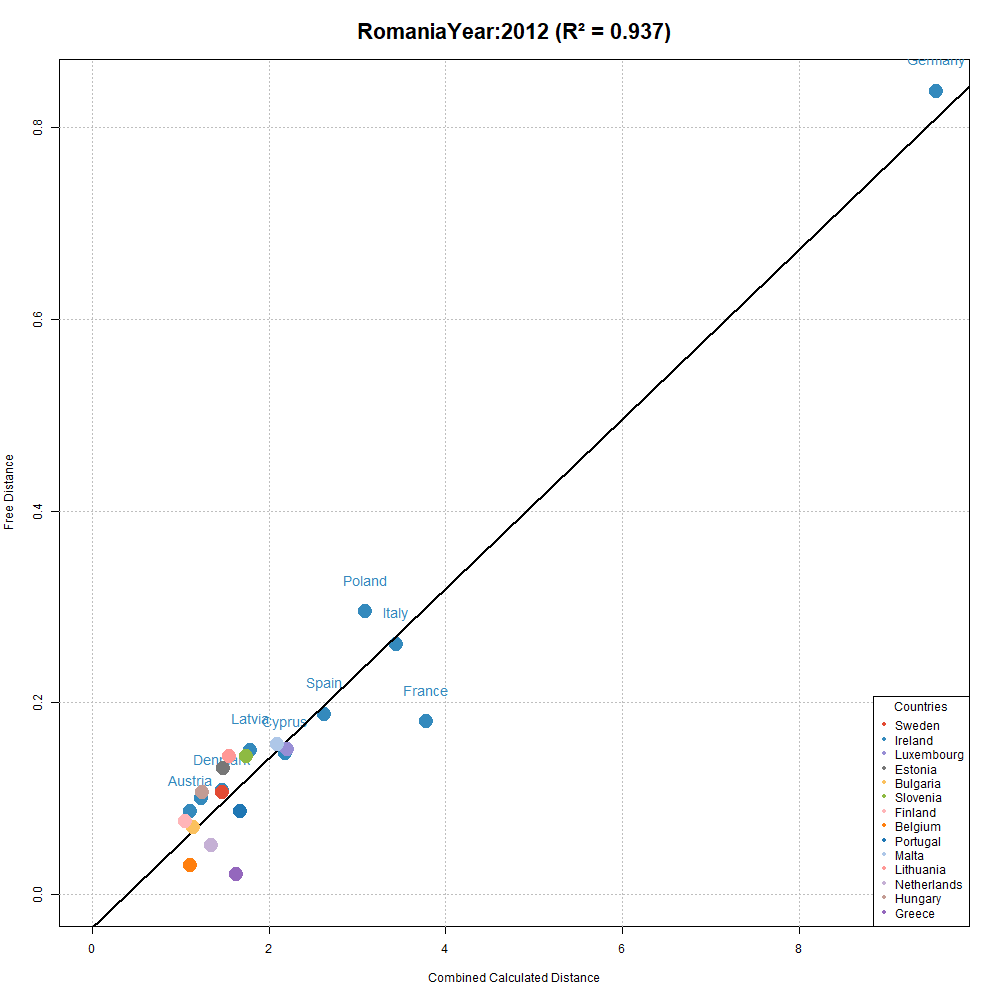 RomaniaYear:2012 (R² = 0.937)
Germany
0.8
0.6
Free Distance
0.4
Poland
Italy
Spain
France
0.2
Latvia
Cyprus
Denmark
Austria
0.0
Countries
Sweden
Ireland
Luxembourg
Estonia
Bulgaria
Slovenia
Finland
Belgium
Portugal
Malta
Lithuania
Netherlands
Hungary
Greece
0 2 4 6 8
Combined Calculated Distance